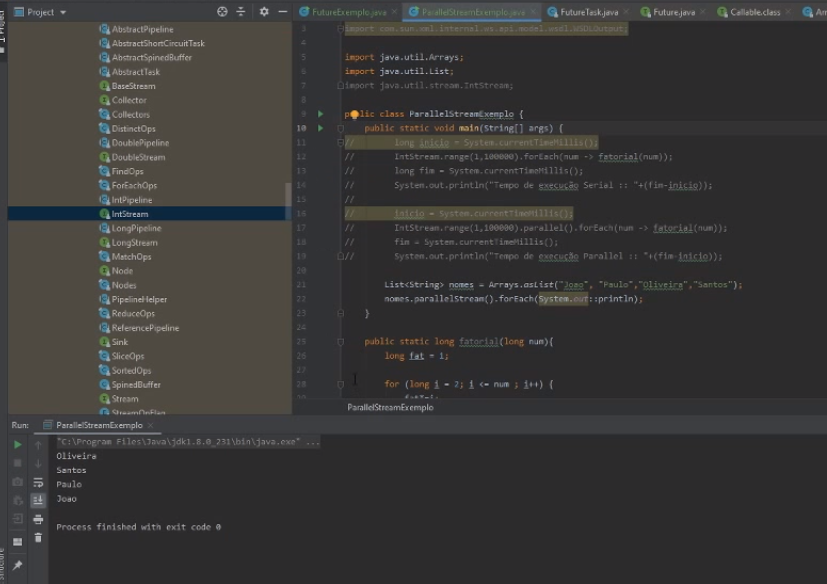 Project
FutureExemplo.java
ParallelStreamExemplo.java
FutureTask.java
Future.java
Callable.class
AbstractPipeline
AbstractShortCircuitTask
AbstractSpinedBuffer
AbstractTask
BaseStream
Collector
Collectors
DistinctOps
DoublePipeline
DoubleStream
FindOps
ForEachOps
IntPipeline
IntStream
LongPipeline
LongStream
MatchOps
Node
Nodes
PipelineHelper
ReduceOps
ReferencePipeline
Sink
SliceOps
SortedOps
SpinedBuffer
Stream
StreamOpFlag
3 import com.sun.xml.internal.ws.api.model.wsdl.WSDLOutput;
4
5 import java.util.Arrays;
6 import java.util.List;
7 import java.util.stream.IntStream;
8
9 public class ParallelStreamExemplo {
10 public static void main(String[] args) {
11 // long inicio = System.currentTimeMillis();
12 // IntStream.range(1,100000).forEach(num -> fatorial(num));
13 // long fim = System.currentTimeMillis();
14 // System.out.println("Tempo de execução Serial :: "+(fim-inicio));
15 //
16 // inicio = System.currentTimeMillis();
17 // IntStream.range(1,100000).parallel().forEach(num -> fatorial(num));
18 // fim = System.currentTimeMillis();
19 // System.out.println("Tempo de execução Parallel :: "+(fim-inicio));
20
21 List<String> nomes = Arrays.asList("Joao", "Paulo","Oliveira","Santos");
22 nomes.parallelStream().forEach(System.out::println);
23 }
24
25 public static long fatorial(long num){
26 long fat = 1;
27
28 for (long i = 2; i <= num ; i++) {
ParallelStreamExemplo
Run: ParallelStreamExemplo
"C:\Program Files\Java\jdk1.8.0_231\bin\java.exe" ...
Oliveira
Santos
Paulo
Joao
Process finished with exit code 0